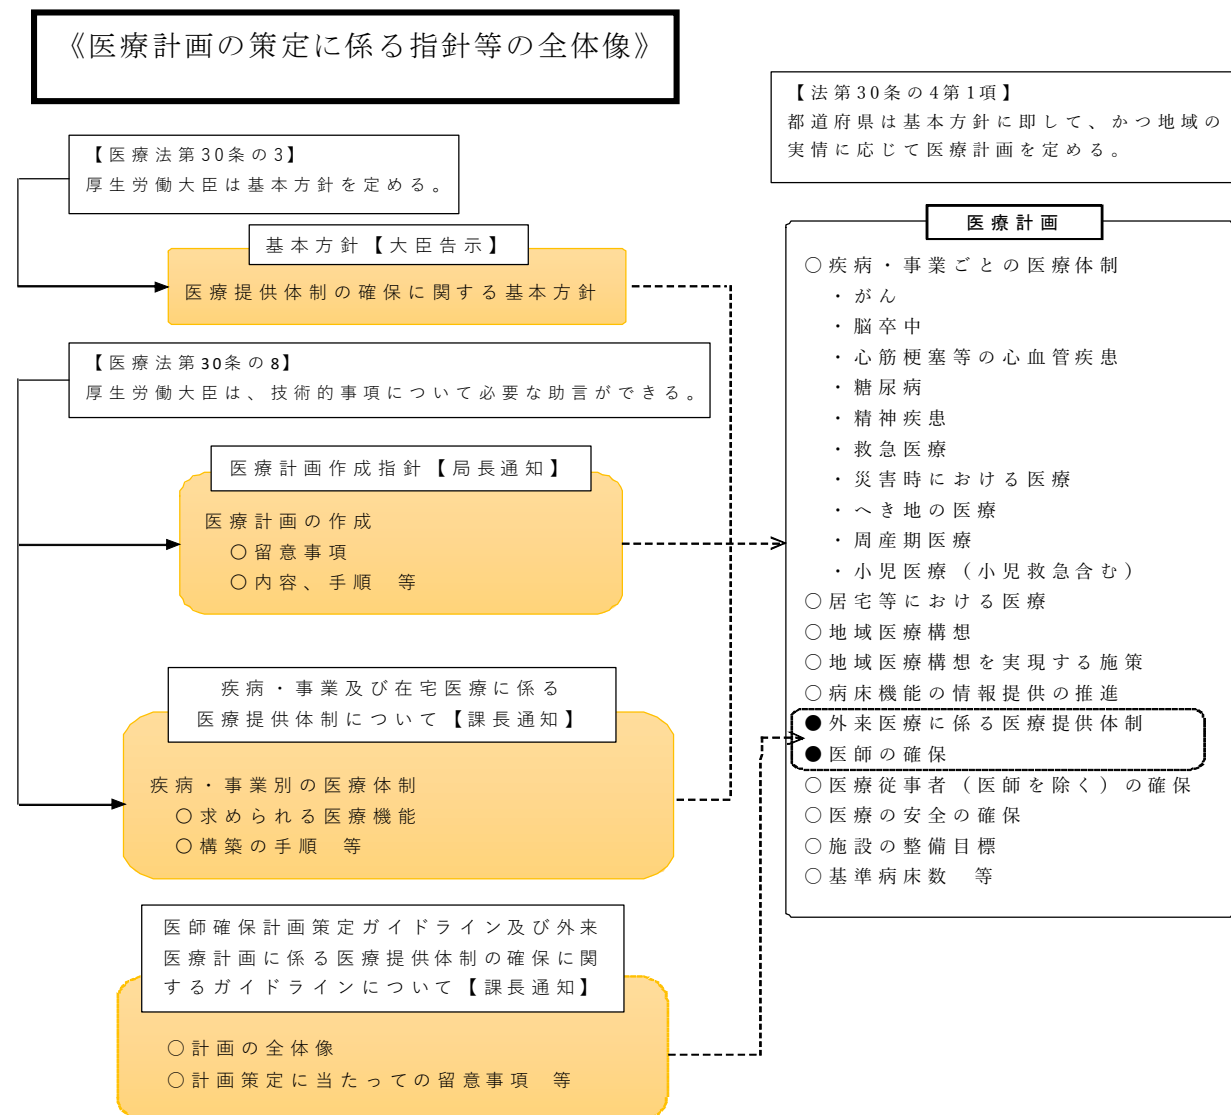 《医療計画の策定に係る指針等の全体像》
【医療法第30条の3】
厚生労働大臣は基本方針を定める。
基本方針【大臣告示】
医療提供体制の確保に関する基本方針
【医療法第30条の8】
厚生労働大臣は、技術的事項について必要な助言ができる。
医療計画作成指針【局長通知】
医療計画の作成
○留意事項
○内容、手順　等
疾病・事業及び在宅医療に係る
医療提供体制について【課長通知】
疾病・事業別の医療体制
○求められる医療機能
○構築の手順　等
医師確保計画策定ガイドライン及び外来
医療計画に係る医療提供体制の確保に関
するガイドラインについて【課長通知】
○計画の全体像
○計画策定に当たっての留意事項　等
【法第30条の4第1項】
都道府県は基本方針に即して、かつ地域の
実情に応じて医療計画を定める。
医療計画
○疾病・事業ごとの医療体制
・がん
・脳卒中
・心筋梗塞等の心血管疾患
・糖尿病
・精神疾患
・救急医療
・災害時における医療
・へき地の医療
・周産期医療
・小児医療（小児救急含む）
○居宅等における医療
○地域医療構想
○地域医療構想を実現する施策
○病床機能の情報提供の推進
●外来医療に係る医療提供体制
●医師の確保
○医療従事者（医師を除く）の確保
○医療の安全の確保
○施設の整備目標
○基準病床数　等